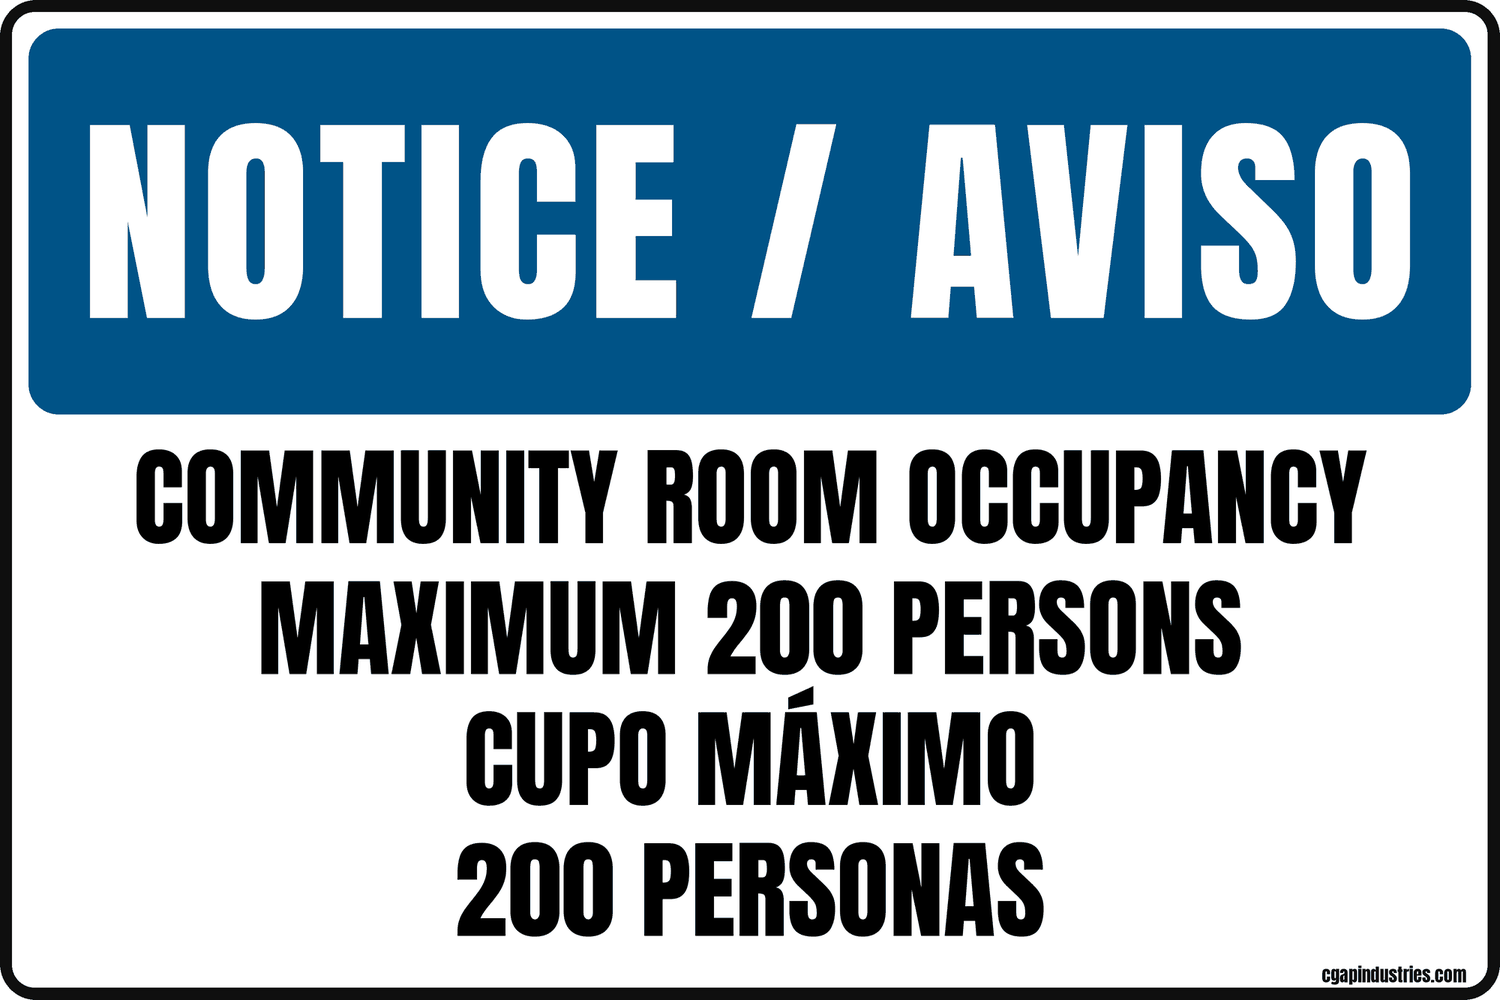 NOTICE / AVISO
COMMUNITY ROOM OCCUPANCY
MAXIMUM 200 PERSONS
CUPO MÁXIMO
200 PERSONAS
cgapindustries.com